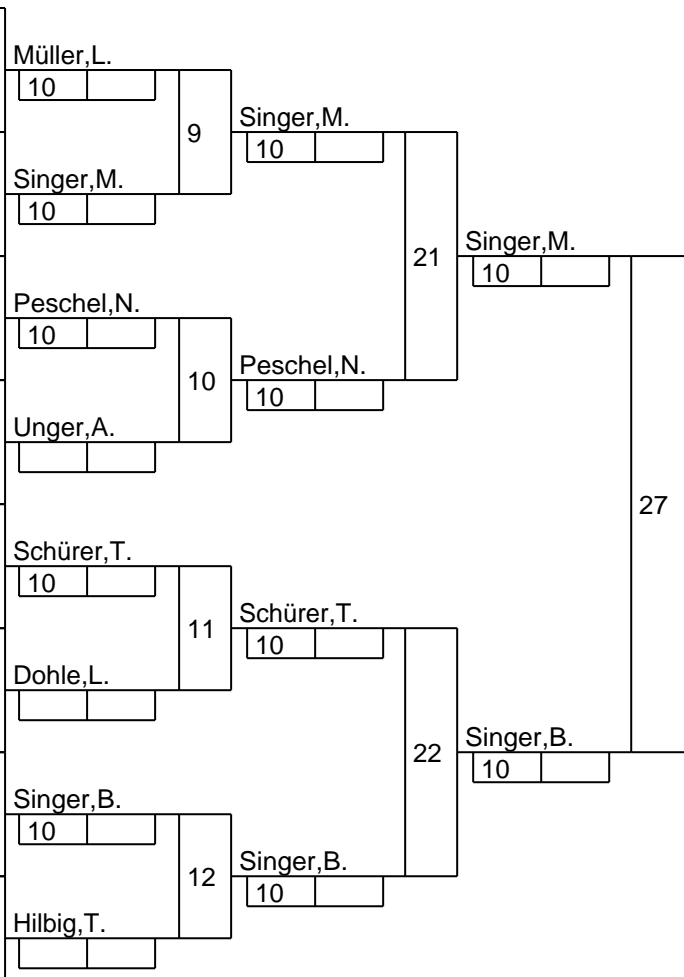 Müller,L.
10
9
Singer,M.
10
Singer,M.
10
21
Singer,M.
10
Peschel,N.
10
10
Peschel,N.
10
Unger,A.
27
Schürer,T.
10
11
Schürer,T.
10
Dohle,L.
22
Singer,B.
10
Singer,B.
10
12
Singer,B.
10
Hilbig,T.